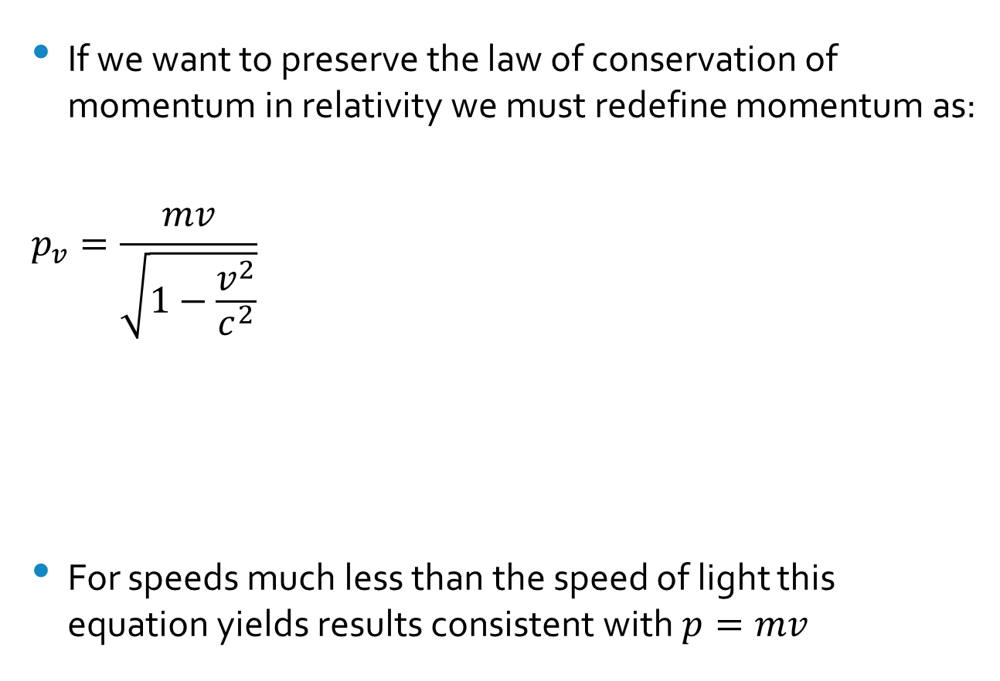 • If we want to preserve the law of conservation of
momentum in relativity we must redefine momentum as:
p_v = \frac{mv}{\sqrt{1 - \frac{v^2}{c^2}}}
• For speeds much less than the speed of light this
equation yields results consistent with p = mv